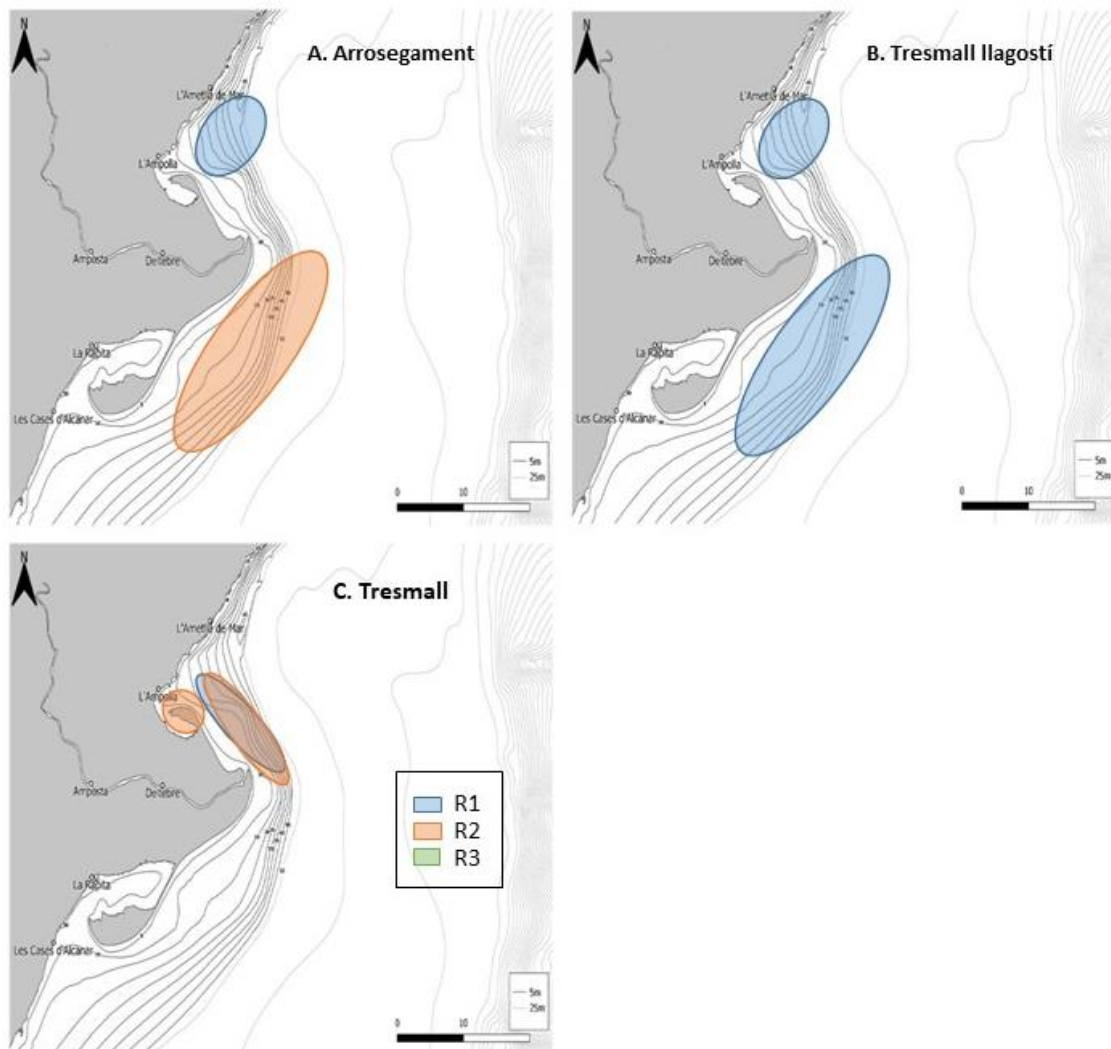 N
A. Arrosegament
L'Ametlla de Mar
L'Ampolla
Amposta
Deltebre
La Ràpita
Les Cases d'Alcanar
5m
25m
0 10
N
B. Tresmall llagostí
L'Ametlla de Mar
L'Ampolla
Amposta
Deltebre
La Ràpita
Les Cases d'Alcanar
5m
25m
0 10
N
C. Tresmall
L'Ametlla de Mar
L'Ampolla
Amposta
Deltebre
R1
R2
R3
La Ràpita
Les Cases d'Alcanar
5m
25m
0 10